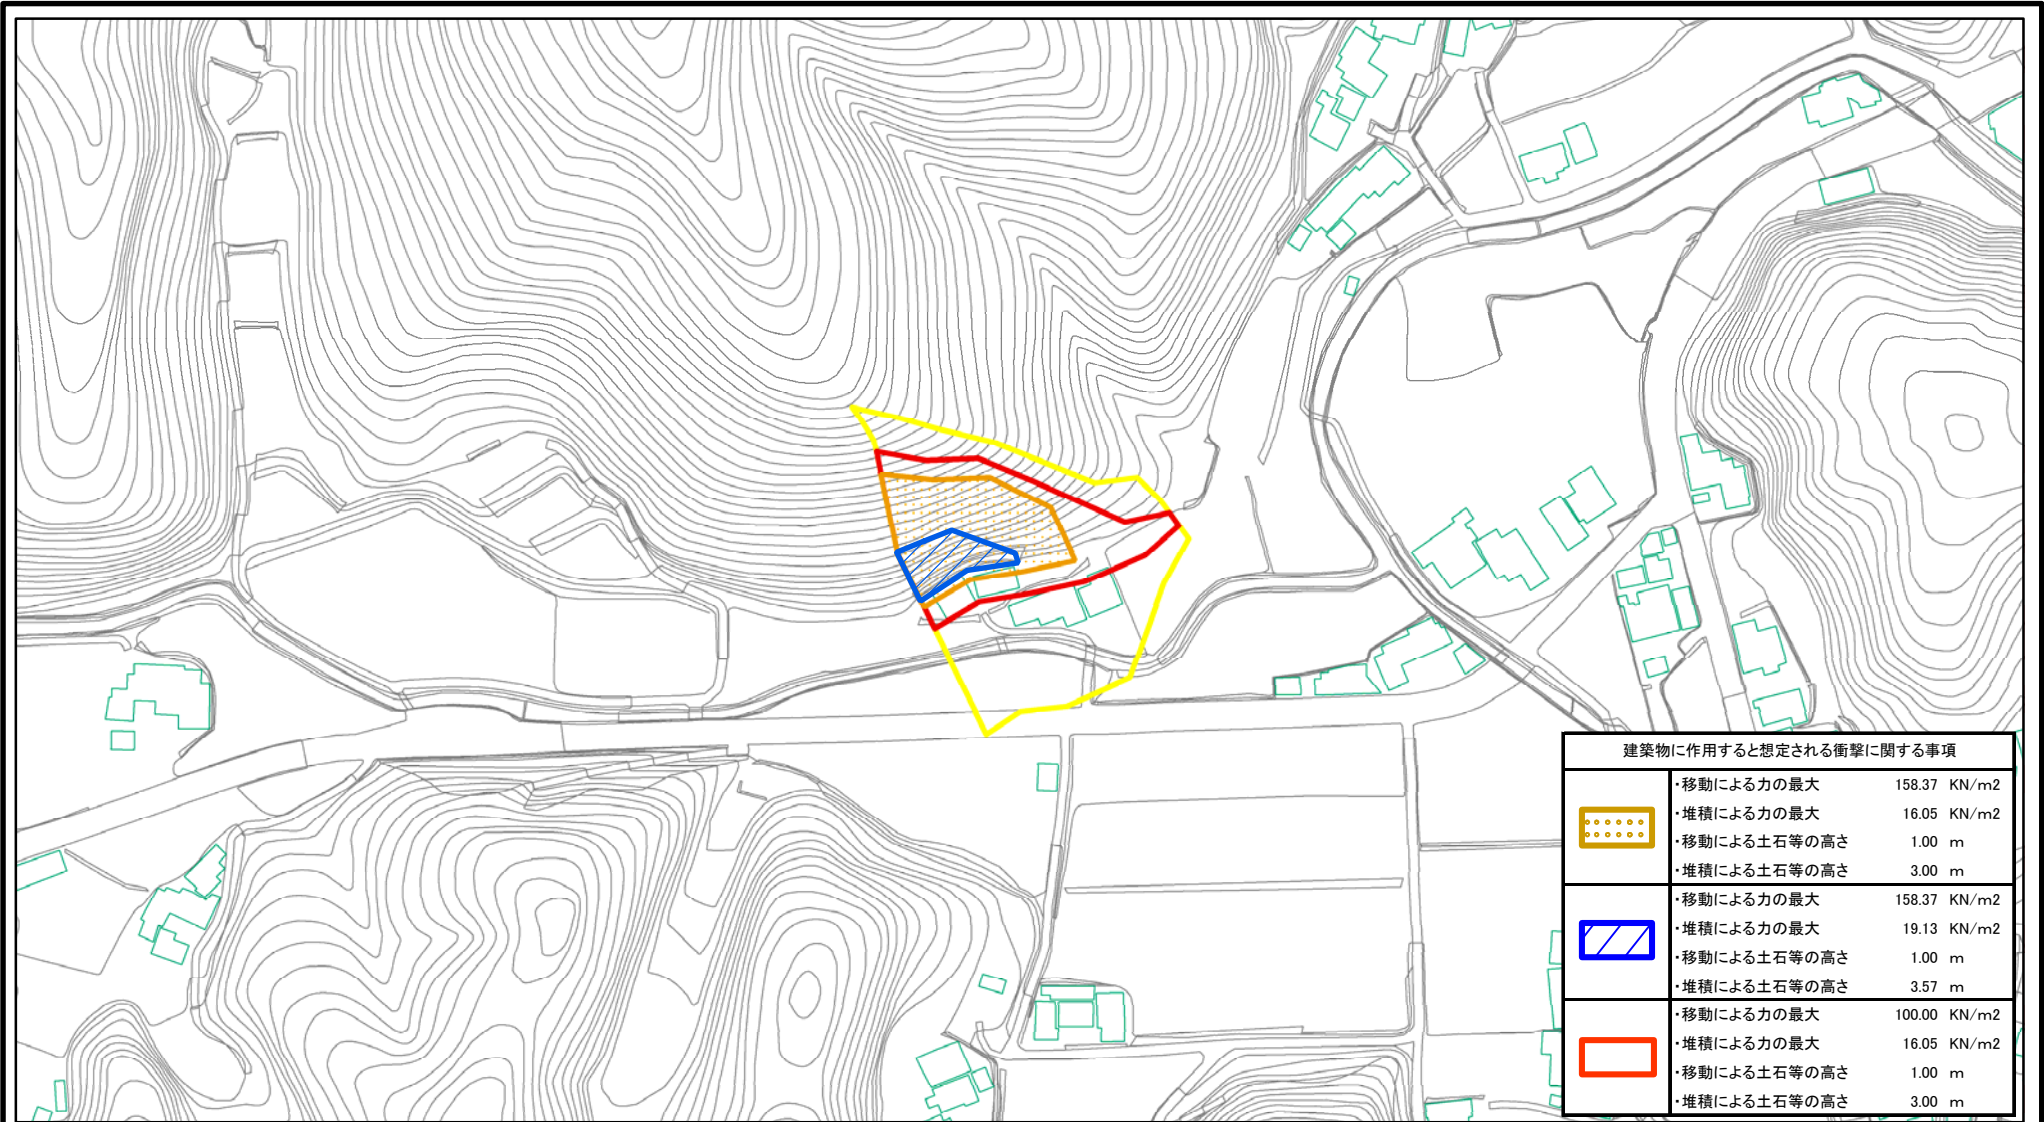 建築物に作用すると想定される衝撃に関する事項
・移動による力の最大 158.37 KN/m2
・堆積による力の最大 16.05 KN/m2
・移動による土石等の高さ 1.00 m
・堆積による土石等の高さ 3.00 m
・移動による力の最大 158.37 KN/m2
・堆積による力の最大 19.13 KN/m2
・移動による土石等の高さ 1.00 m
・堆積による土石等の高さ 3.57 m
・移動による力の最大 100.00 KN/m2
・堆積による力の最大 16.05 KN/m2
・移動による土石等の高さ 1.00 m
・堆積による土石等の高さ 3.00 m